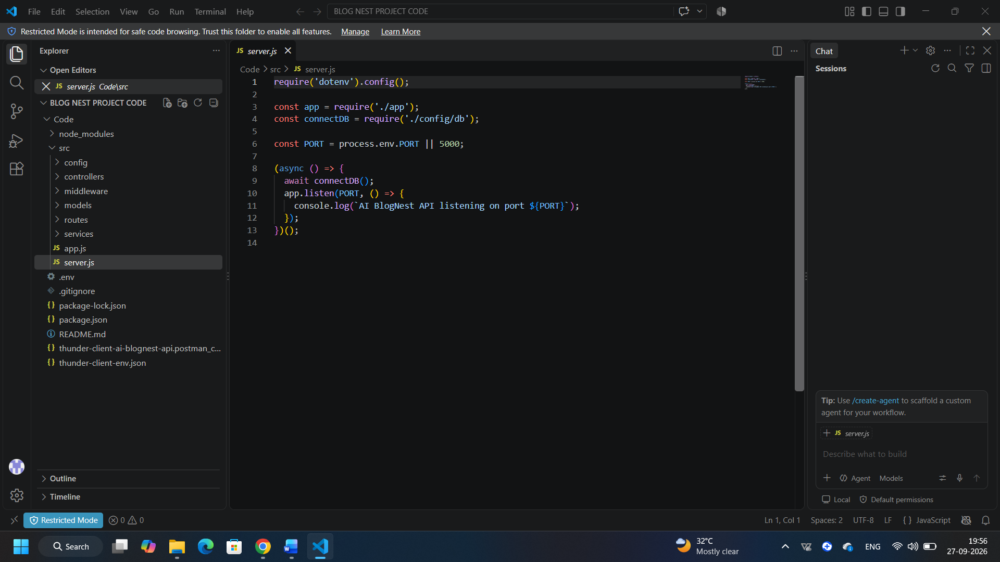 File Edit Selection View Go Run Terminal Help
BLOG NEST PROJECT CODE
Restricted Mode is intended for safe code browsing. Trust this folder to enable all features. Manage Learn More
Explorer
Open Editors
JS server.js Code\src
BLOG NEST PROJECT CODE
Code
node_modules
src
config
controllers
middleware
models
routes
services
JS app.js
JS server.js
.env
.gitignore
{} package-lock.json
{} package.json
README.md
{} thunder-client-ai-blognest-api.postman_c...
{} thunder-client-env.json
Outline
Timeline
JS server.js
Code > src > JS server.js
1 require('dotenv').config();
2
3 const app = require('./app');
4 const connectDB = require('./config/db');
5
6 const PORT = process.env.PORT || 5000;
7
8 (async () => {
9 await connectDB();
10 app.listen(PORT, () => {
11 console.log(`AI BlogNest API listening on port ${PORT}`);
12 });
13 })();
14
Chat
Sessions
Tip: Use /create-agent to scaffold a custom
agent for your workflow.
JS server.js
Describe what to build
Agent Models
Local Default permissions
Restricted Mode 0 0
Ln 1, Col 1 Spaces: 2 UTF-8 LF {} JavaScript
Search
32°C
Mostly clear
ENG
19:56
27-09-2026